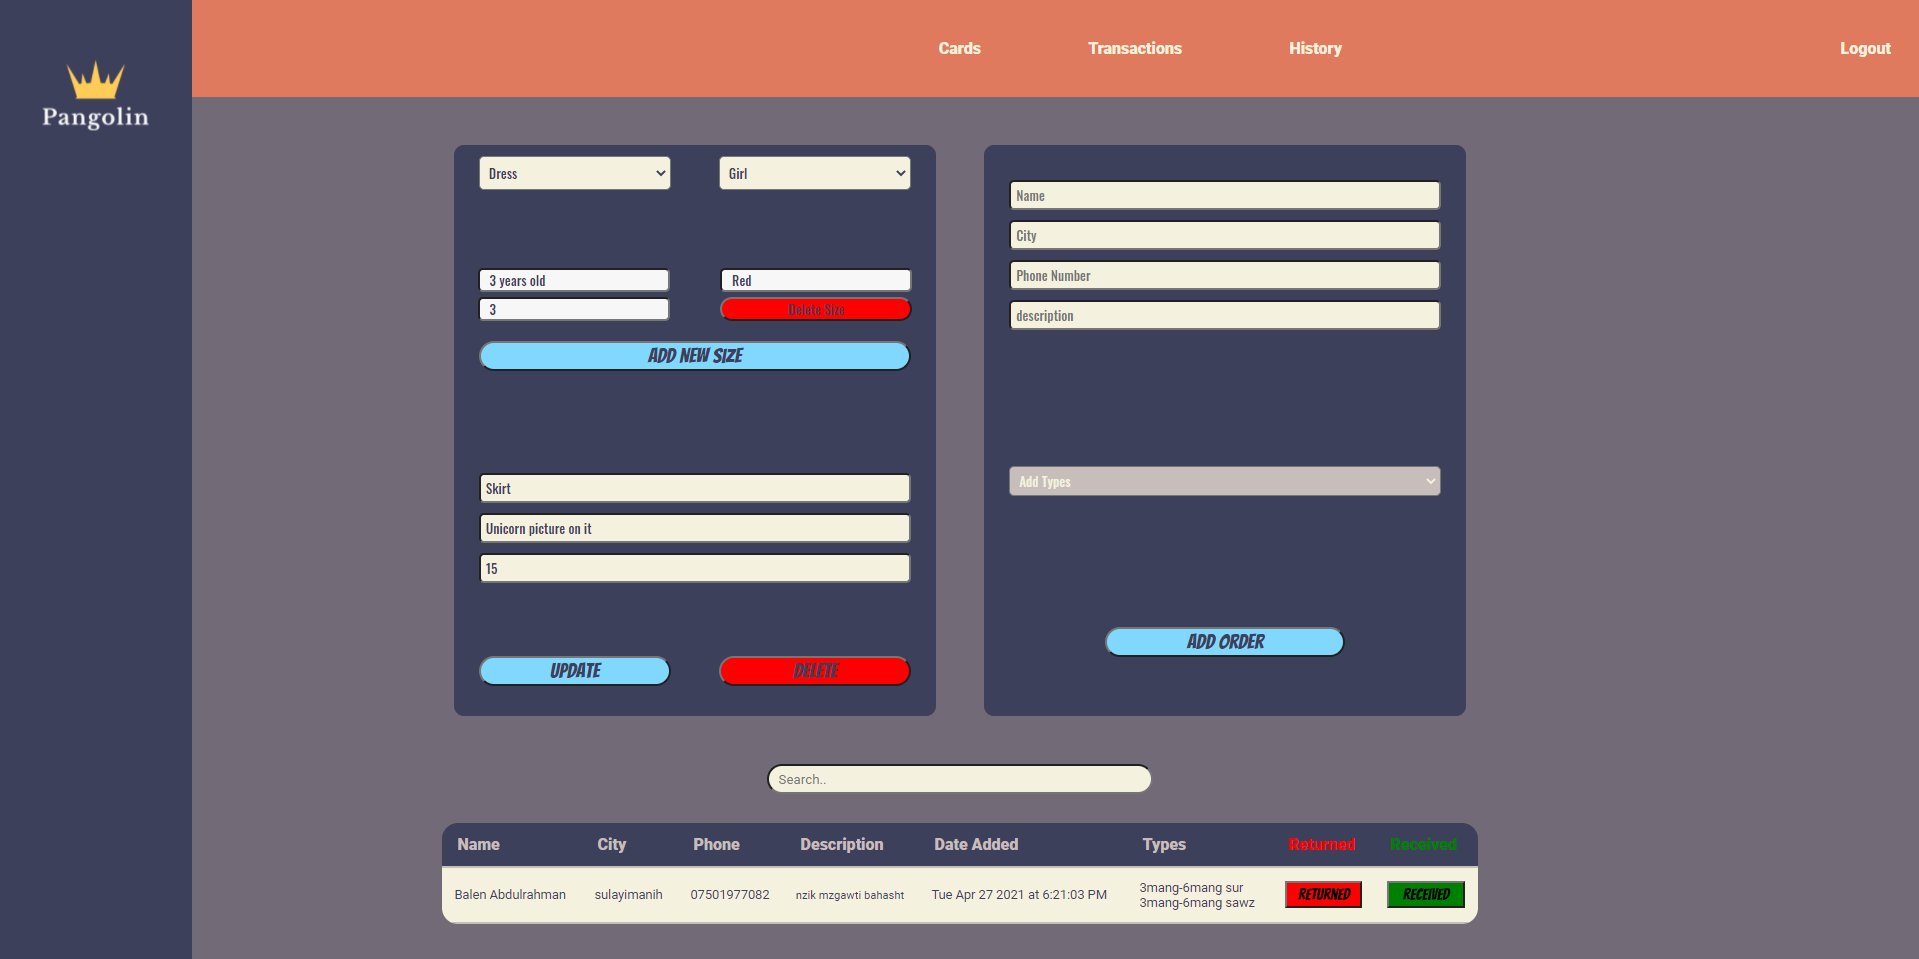 Pangolin
Cards
Transactions
History
Logout
Dress
Girl
3 years old
Red
3
Delete Size
ADD NEW SIZE
Skirt
Unicorn picture on it
15
UPDATE
DELETE
Name
City
Phone Number
description
Add Types
ADD ORDER
Search..
Name City Phone Description Date Added Types Returned Received
Balen Abdulrahman sulayimanih 07501977082 nzik mzgawti bahasht Tue Apr 27 2021 at 6:21:03 PM
3mang-6mang sur
3mang-6mang sawz
RETURNED
RECEIVED